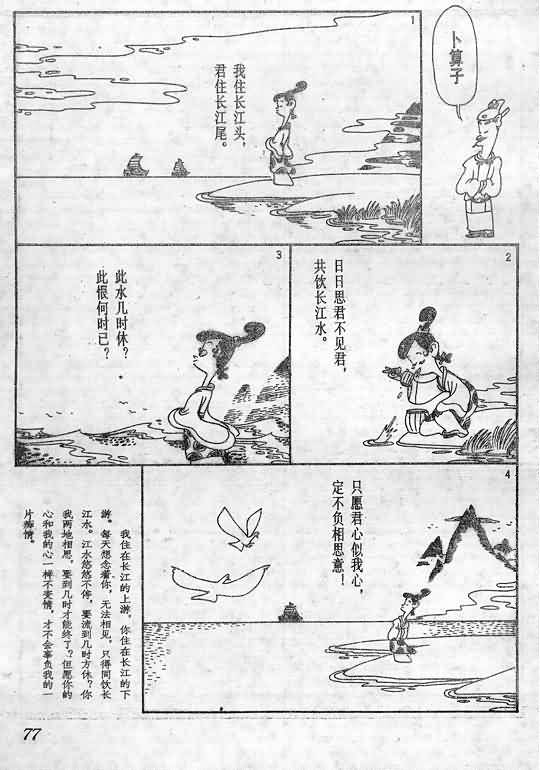 卜算子
1
我住长江头，
君住长江尾。
2
日日思君不见君，
共饮长江水。
3
此水几时休？
此恨何时已？
4
只愿君心似我心，
定不负相思意！
我住在长江的上游，你住在长江的下
游。每天想念着你，无法相见，只得同饮长
江水。江水悠悠不停，要流到几时方休？你
我两地相思，要到几时才能终了？但愿你的
心和我的心一样不变情，才不会辜负我的一
片痴情。
77